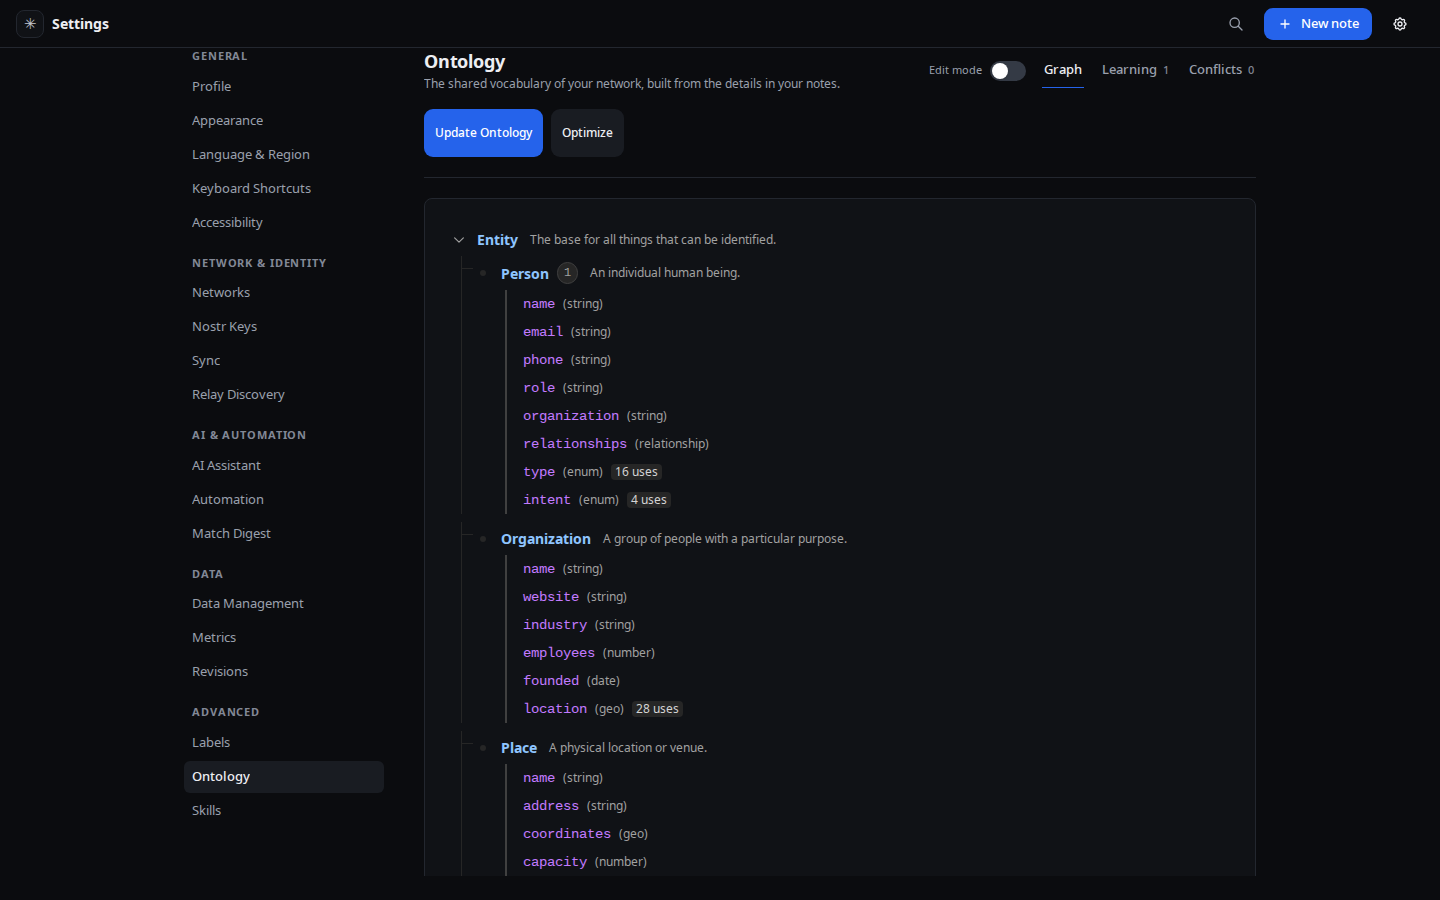 Settings
New note
GENERAL
Profile
Appearance
Language & Region
Keyboard Shortcuts
Accessibility
NETWORK & IDENTITY
Networks
Nostr Keys
Sync
Relay Discovery
AI & AUTOMATION
AI Assistant
Automation
Match Digest
DATA
Data Management
Metrics
Revisions
ADVANCED
Labels
Ontology
Skills
Ontology
The shared vocabulary of your network, built from the details in your notes.
Edit mode
Graph
Learning 1
Conflicts 0
Update Ontology
Optimize
Entity The base for all things that can be identified.
Person 1 An individual human being.
name (string)
email (string)
phone (string)
role (string)
organization (string)
relationships (relationship)
type (enum) 16 uses
intent (enum) 4 uses
Organization A group of people with a particular purpose.
name (string)
website (string)
industry (string)
employees (number)
founded (date)
location (geo) 28 uses
Place A physical location or venue.
name (string)
address (string)
coordinates (geo)
capacity (number)